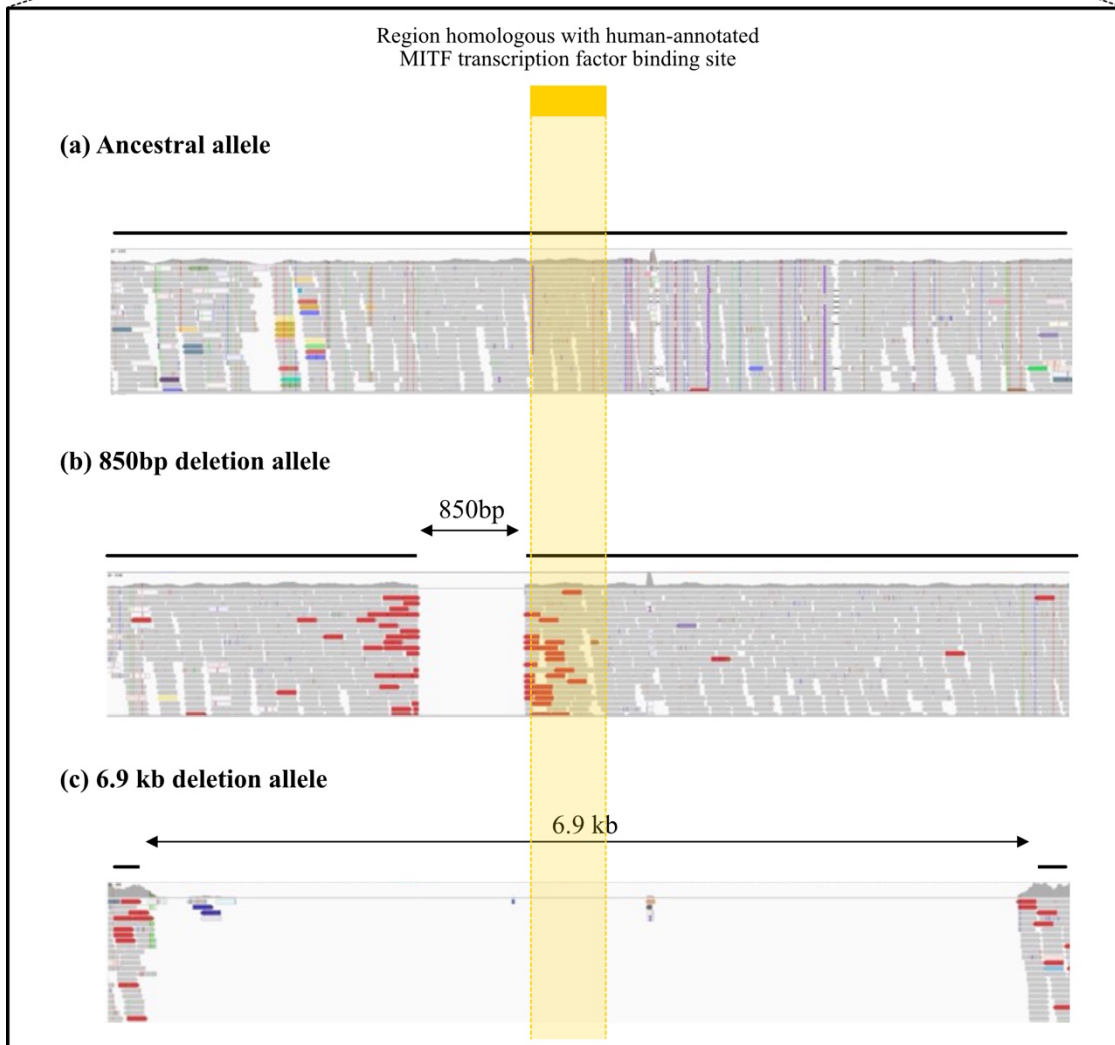 Region homologous with human-annotated
MITF transcription factor binding site
(a) Ancestral allele
(b) 850bp deletion allele
850bp
(c) 6.9 kb deletion allele
6.9 kb